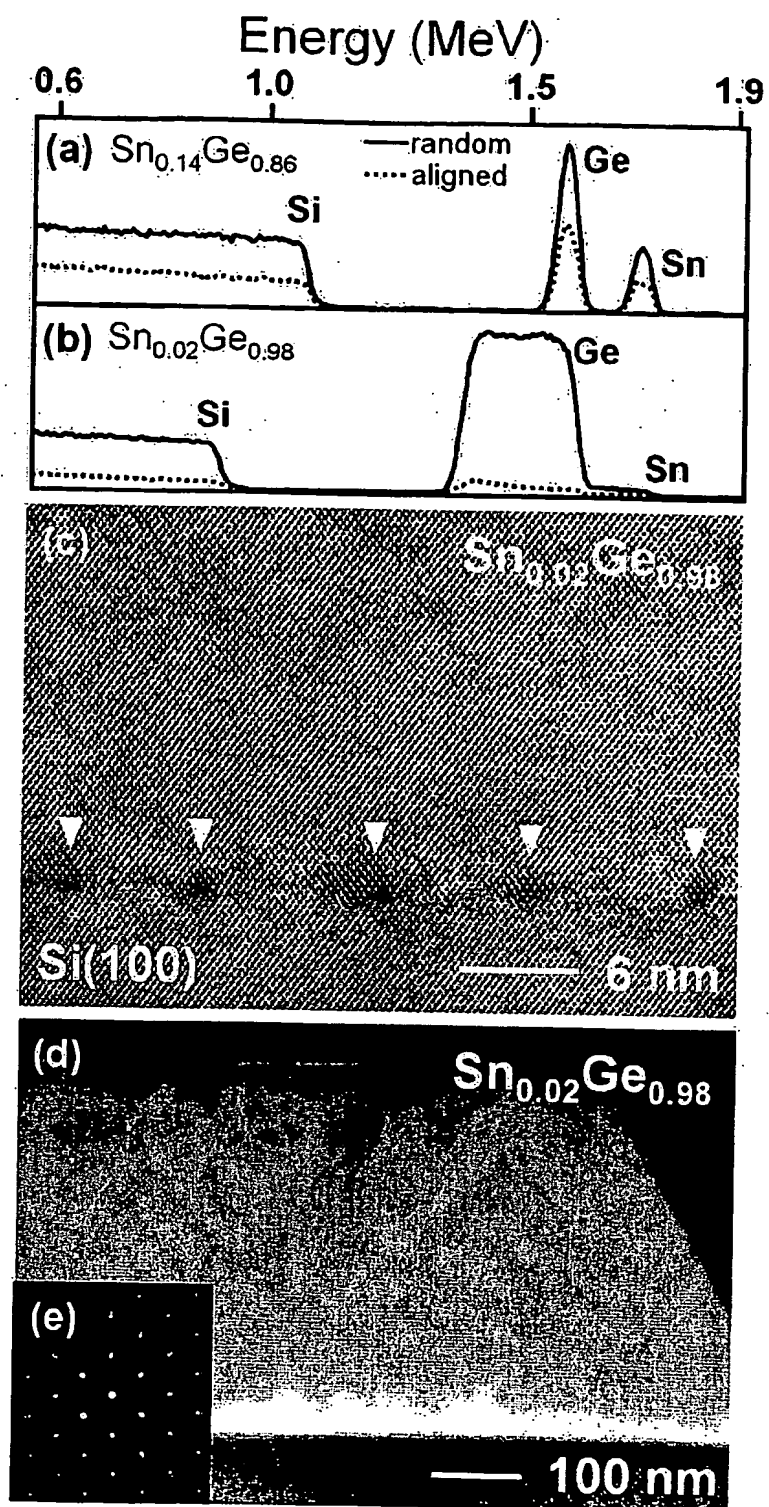 Energy (MeV)
0.6 1.0 1.5 1.9
(a) Sn0.14Ge0.86
random
aligned
Si
Ge
Sn
(b) Sn0.02Ge0.98
Si
Ge
Sn
(c)
Sn0.02Ge0.98
Si(100)
6 nm
(d)
Sn0.02Ge0.98
(e)
100 nm